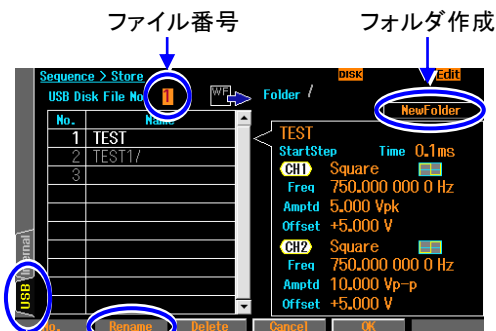 ファイル番号 フォルダ作成
DISK Edit
Sequence > Store
USB Disk File No. 1 WF Folder /
NewFolder
No. Name
1 TEST
2 TEST1/
3
TEST
StartStep Time 0.1ms
CH1 Square
Freq 750.000 000 0 Hz
Amptd 5.000 Vpk
Offset +5.000 V
CH2 Square
Freq 750.000 000 0 Hz
Amptd 10.000 Vp-p
Offset +5.000 V
Internal
USB
No. Rename Delete Cancel OK